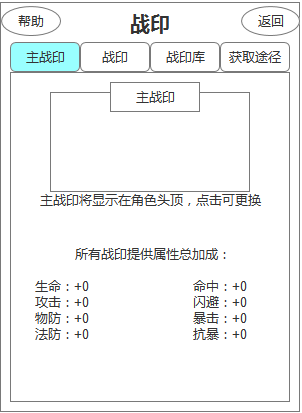 帮助
战印
返回
主战印
战印
战印库
获取途径
主战印
主战印将显示在角色头顶，点击可更换
所有战印提供属性总加成：
生命：+0
命中：+0
攻击：+0
闪避：+0
物防：+0
暴击：+0
法防：+0
抗暴：+0